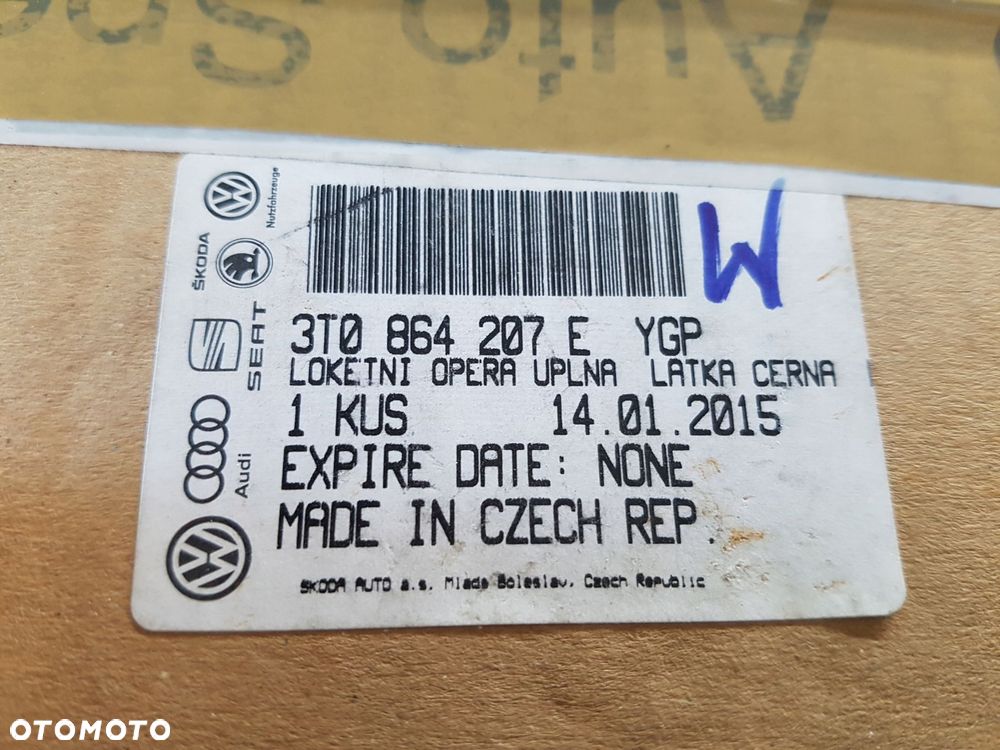 Auto Spe
Nutzfahrzeuge
ŠKODA
SEAT
Audi
W
3T0 864 207 E YGP
LOKETNI OPERA UPLNA LATKA CERNA
1 KUS 14.01.2015
EXPIRE DATE: NONE
MADE IN CZECH REP.
SKODA AUTO a.s, Mlada Boleslav, Czech Republic
OTOMOTO